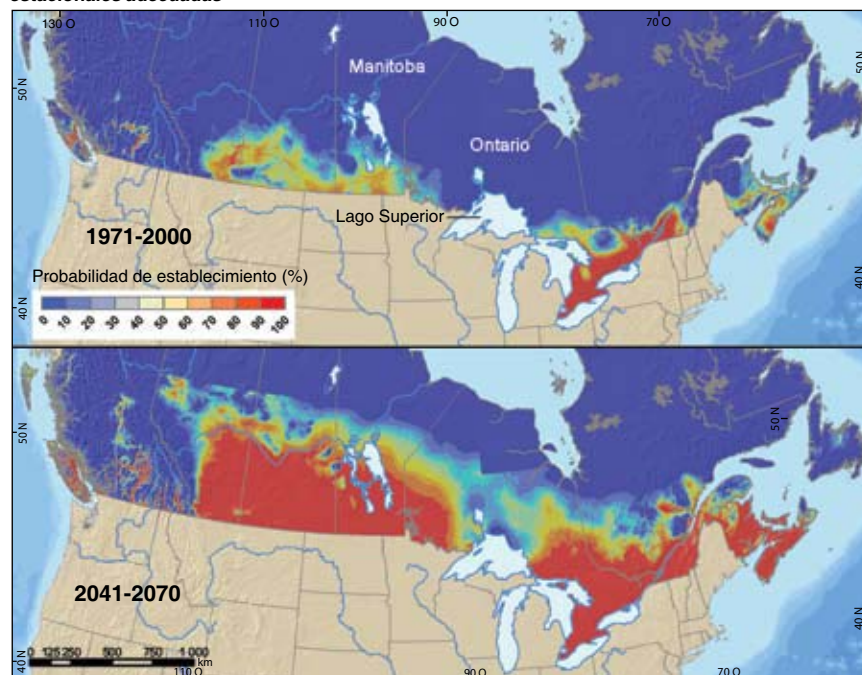 estacionales adecuadas
130 O
110 O
90 O
70 O
50 N
50 N
Manitoba
Ontario
Lago Superior
1971-2000
Probabilidad de establecimiento (%)
0 10 20 30 40 50 60 70 80 90 100
40 N
40 N
50 N
50 N
2041-2070
0 125 250 500 750 1 000
km
40 N
40 N
110 O
90 O
70 O